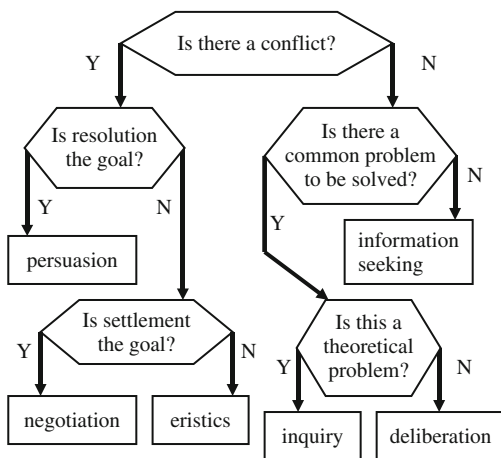 Is there a conflict?
Y
N
Is resolution
the goal?
Is there a
common problem
to be solved?
Y
N
Y
N
persuasion
information
seeking
Is settlement
the goal?
Is this a
theoretical
problem?
Y
N
Y
N
negotiation
eristics
inquiry
deliberation